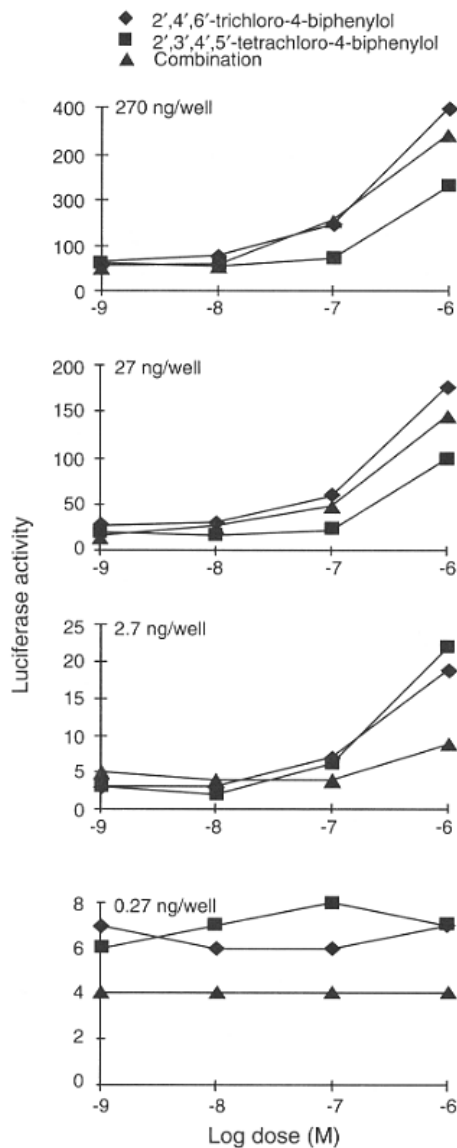 2′,4′,6′-trichloro-4-biphenylol
2′,3′,4′,5′-tetrachloro-4-biphenylol
Combination
270 ng/well
400
200
300
100
0
-9 -8 -7 -6
27 ng/well
200
150
100
50
0
-9 -8 -7 -6
Luciferase activity
2.7 ng/well
25
20
15
10
5
0
-9 -8 -7 -6
0.27 ng/well
8
6
4
2
0
-9 -8 -7 -6
Log dose (M)